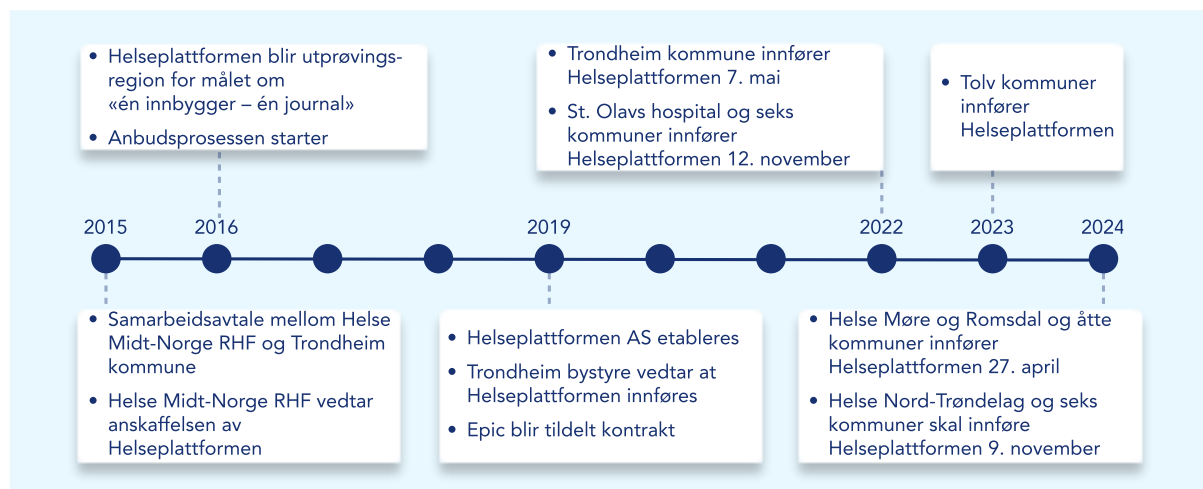 • Helseplattformen blir utprøvings-
region for målet om
«én innbygger – én journal»
• Anbudsprosessen starter
• Trondheim kommune innfører
Helseplattformen 7. mai
• St. Olavs hospital og seks
kommuner innfører
Helseplattformen 12. november
• Tolv kommuner
innfører
Helseplattformen
2015
2016
2019
2022
2023
2024
• Samarbeidsavtale mellom Helse
Midt-Norge RHF og Trondheim
kommune
• Helse Midt-Norge RHF vedtar
anskaffelsen av
Helseplattformen
• Helseplattformen AS etableres
• Trondheim bystyre vedtar at
Helseplattformen innføres
• Epic blir tildelt kontrakt
• Helse Møre og Romsdal og åtte
kommuner innfører
Helseplattformen 27. april
• Helse Nord-Trøndelag og seks
kommuner skal innføre
Helseplattformen 9. november